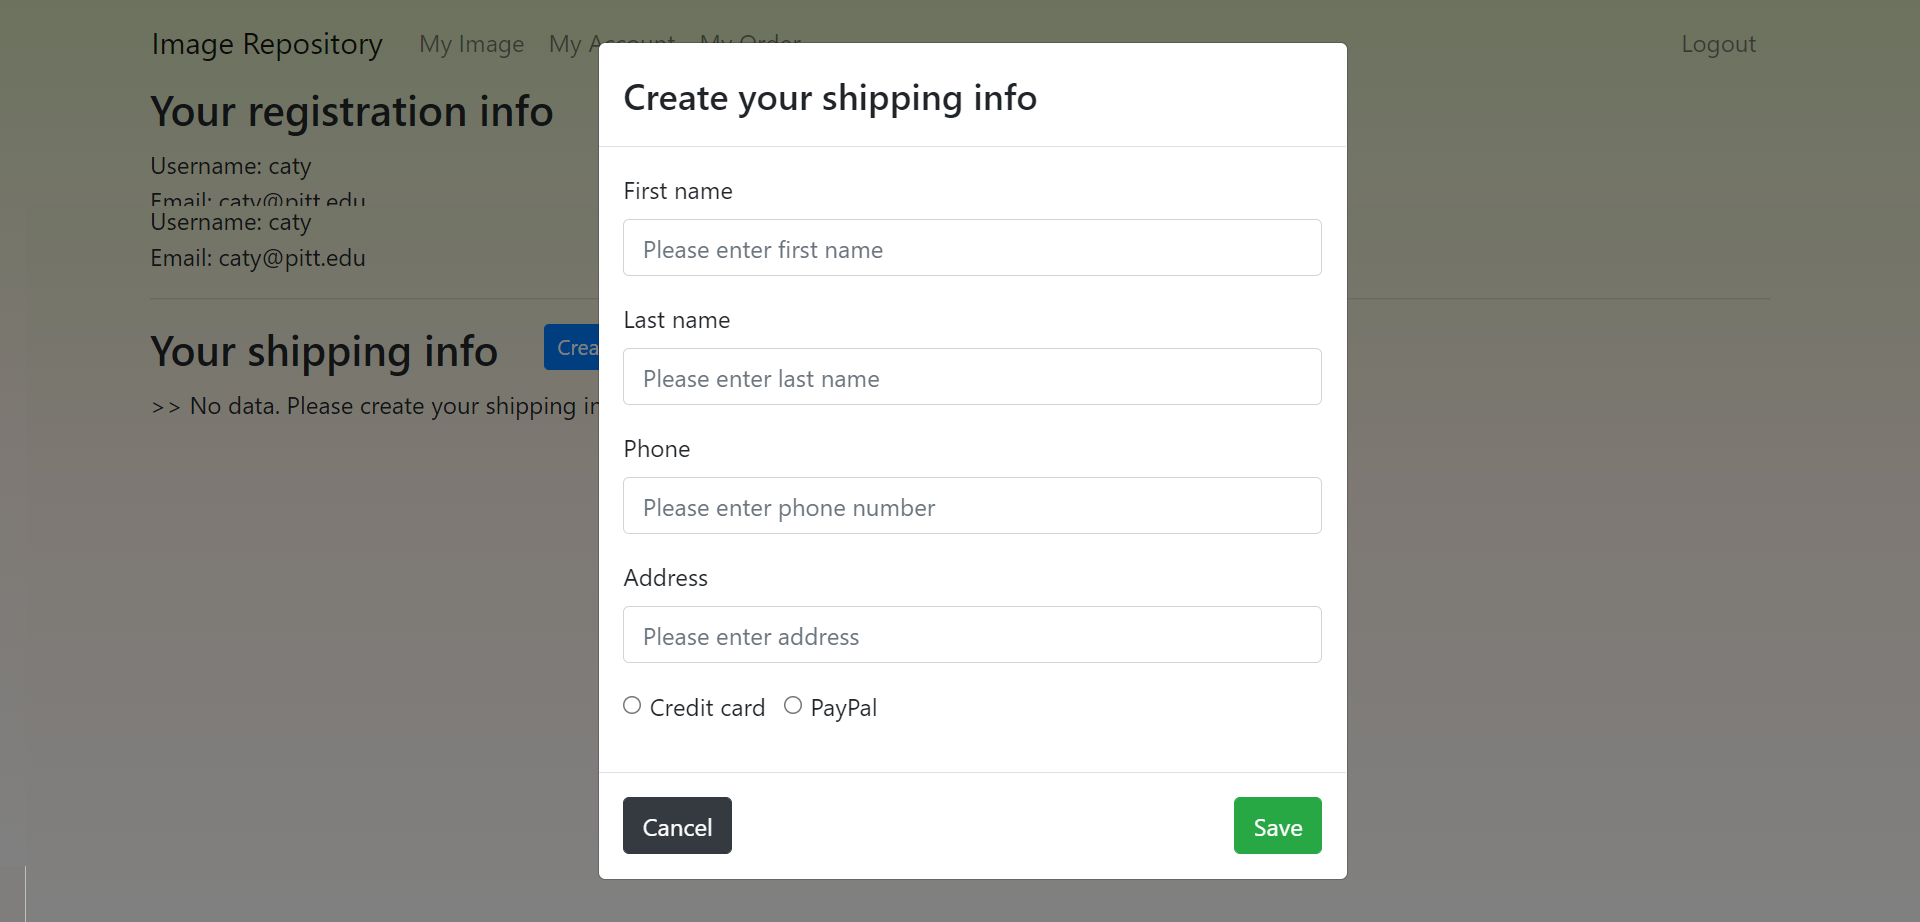 Image Repository My Image My Account My Order Logout
Your registration info
Username: caty
Email: caty@pitt.edu
Username: caty
Email: caty@pitt.edu
Your shipping info
>> No data. Please create your shipping
Create your shipping info
First name
Please enter first name
Last name
Please enter last name
Phone
Please enter phone number
Address
Please enter address
Credit card PayPal
Cancel Save